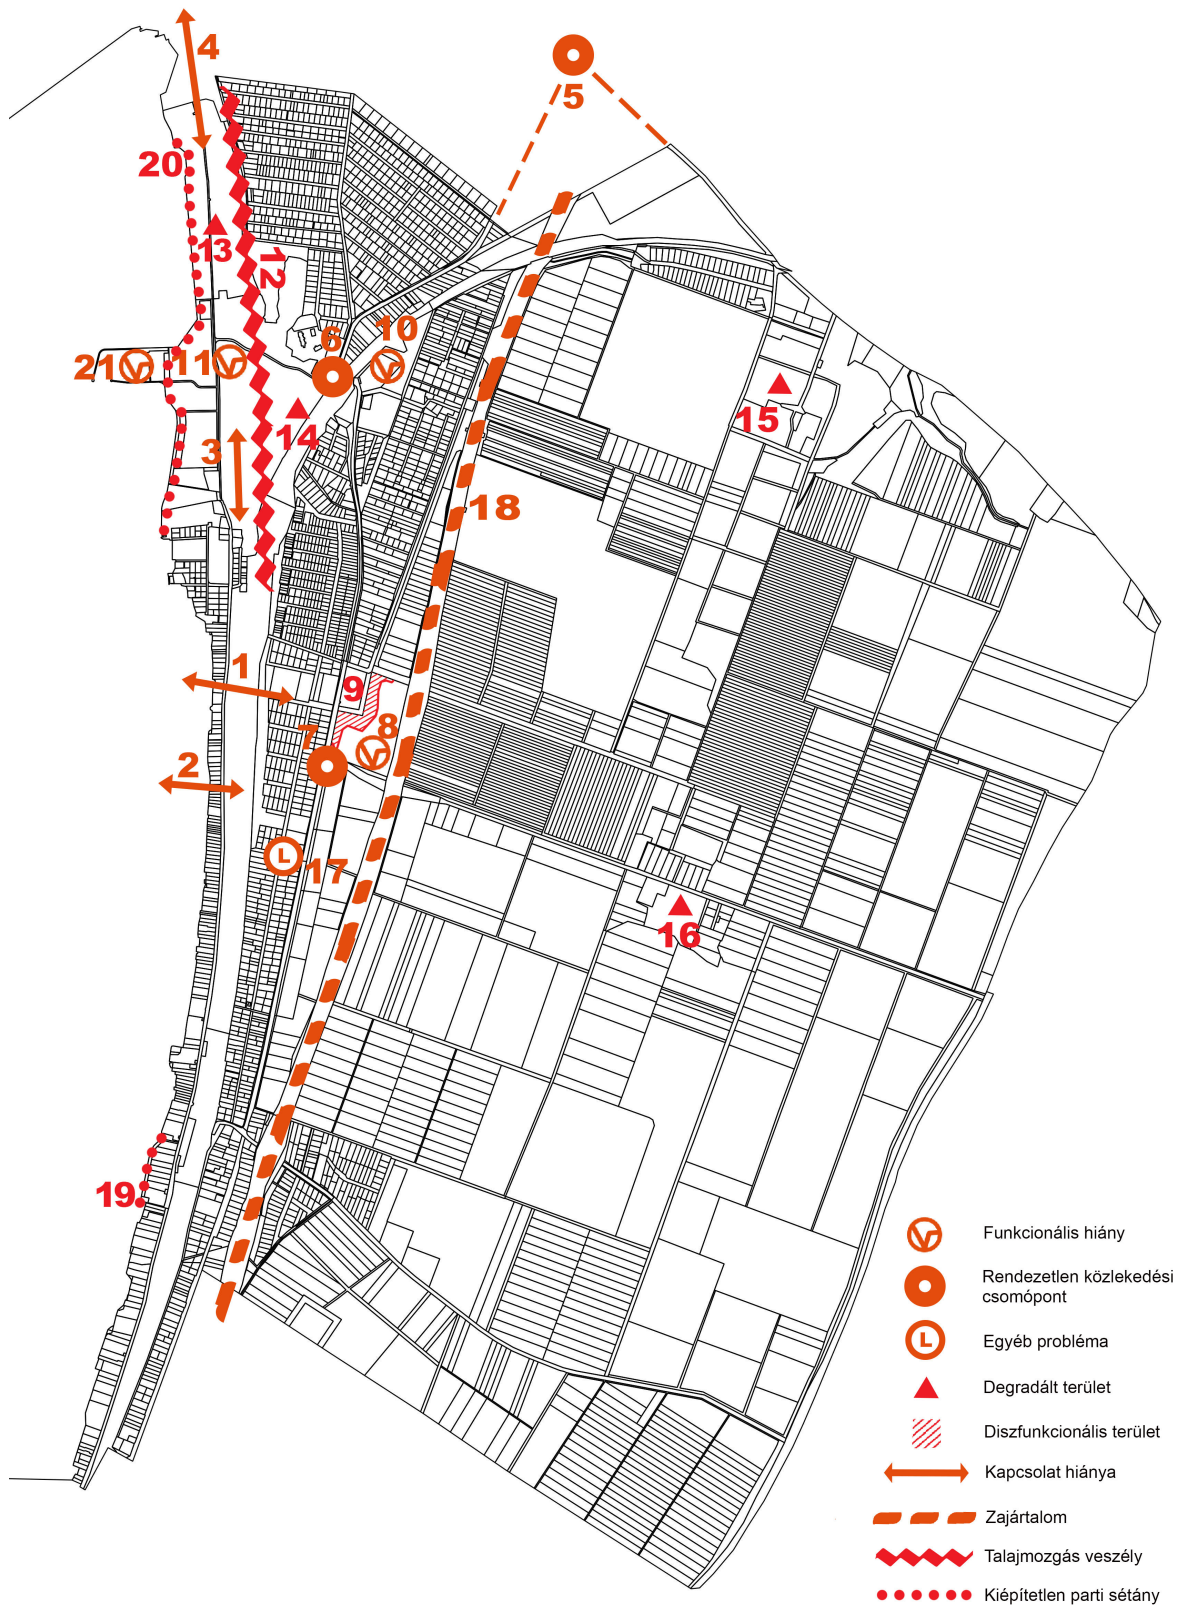 4
5
20
13
12
6
10
21
11
15
14
3
18
1
9
7
8
2
17
16
19
Funkcionális hiány
Rendezetlen közlekedési
csomópont
L
Egyéb probléma
Degradált terület
Diszfunkcionális terület
Kapcsolat hiánya
Zajártalom
Talajmozgás veszély
Kiépítetlen parti sétány
L